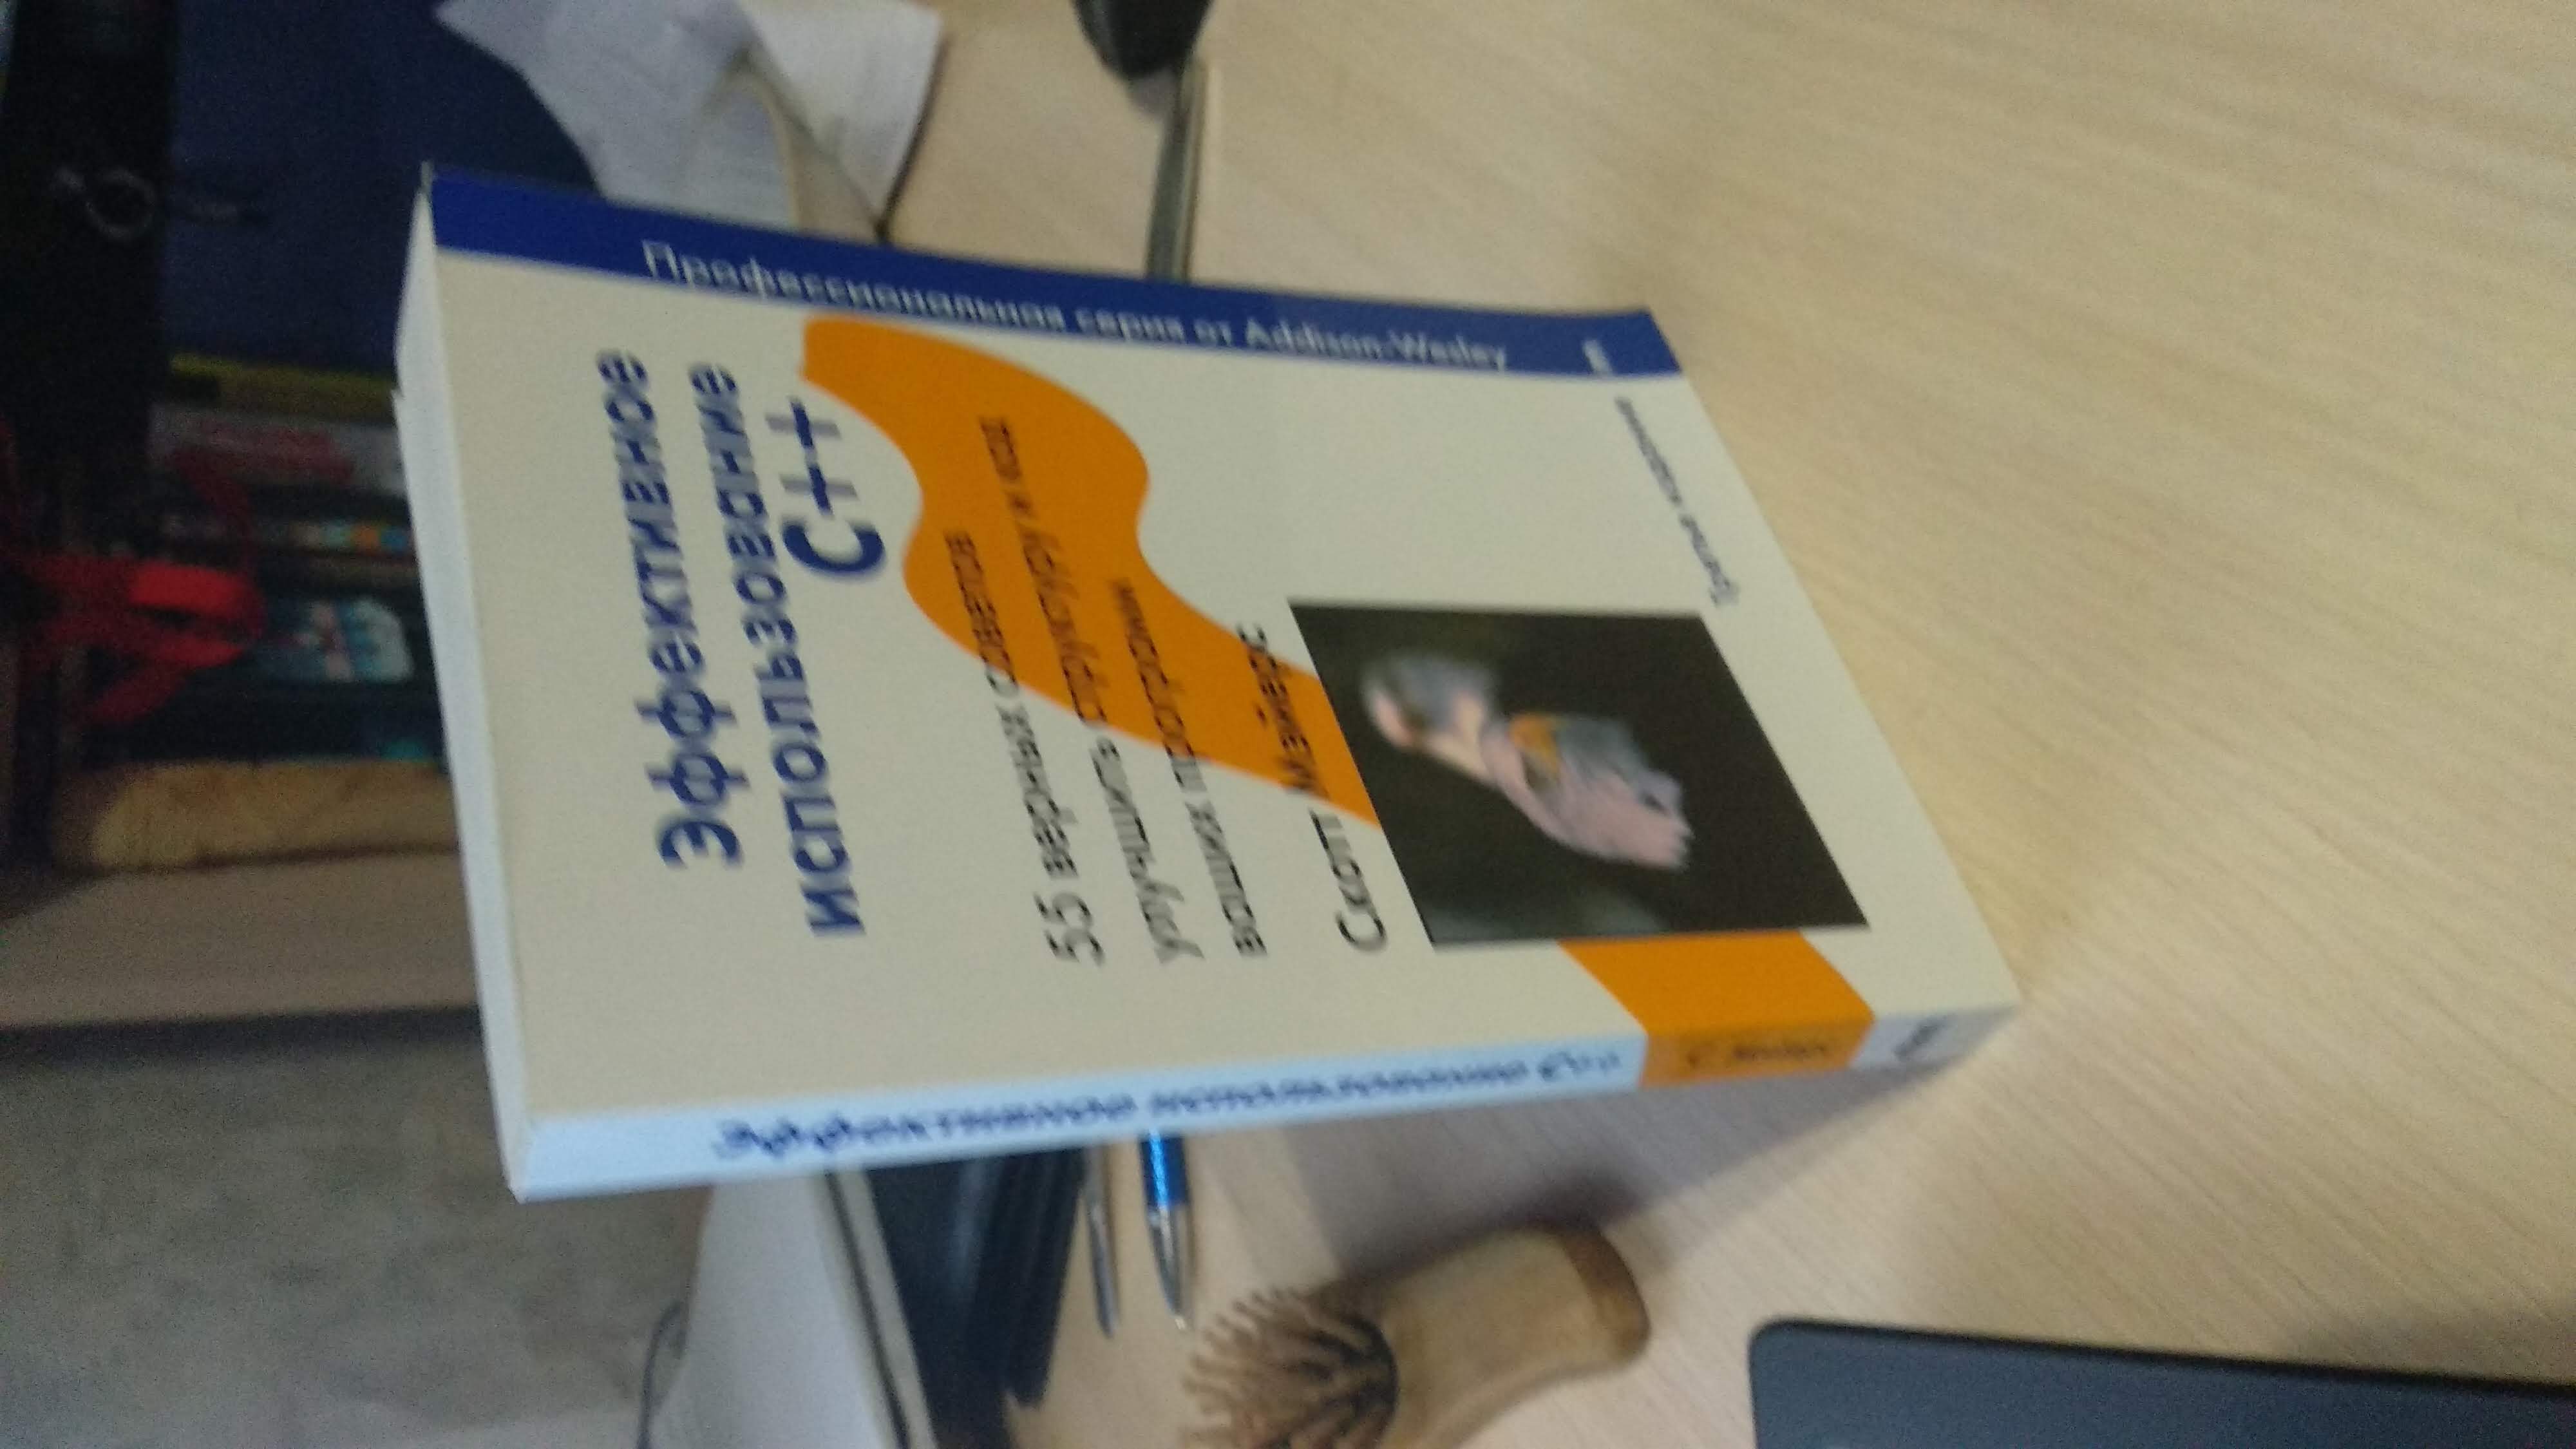 Эффективное
использование
C++
55 верных советов
улучшить структуру и код
ваших программ
Скотт Мэйерс
Третье издание
Профессиональная серия от Addison-Wesley
Эффективное использование C++